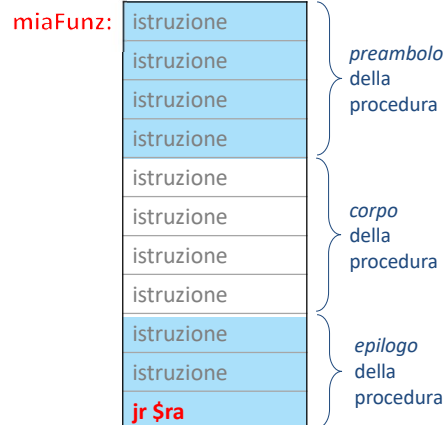 miaFunz: istruzione
istruzione
istruzione
istruzione
preambolo
della
procedura
istruzione
istruzione
istruzione
istruzione
corpo
della
procedura
istruzione
istruzione
jr $ra
epilogo
della
procedura